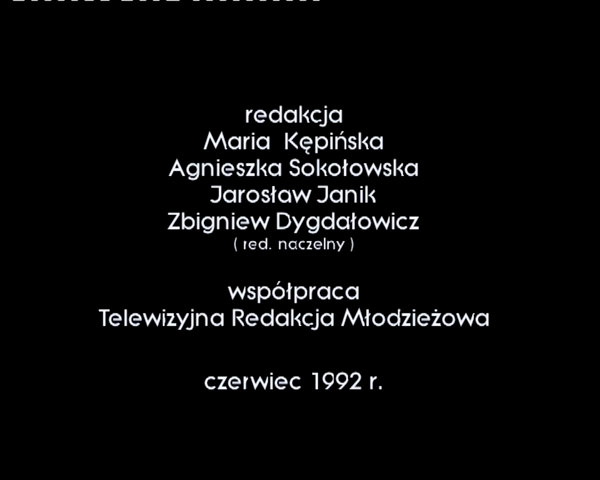 redakcja
Maria Kępińska
Agnieszka Sokołowska
Jarosław Janik
Zbigniew Dygdałowicz
( red. naczelny )
współpraca
Telewizyjna Redakcja Młodzieżowa
czerwiec 1992 r.